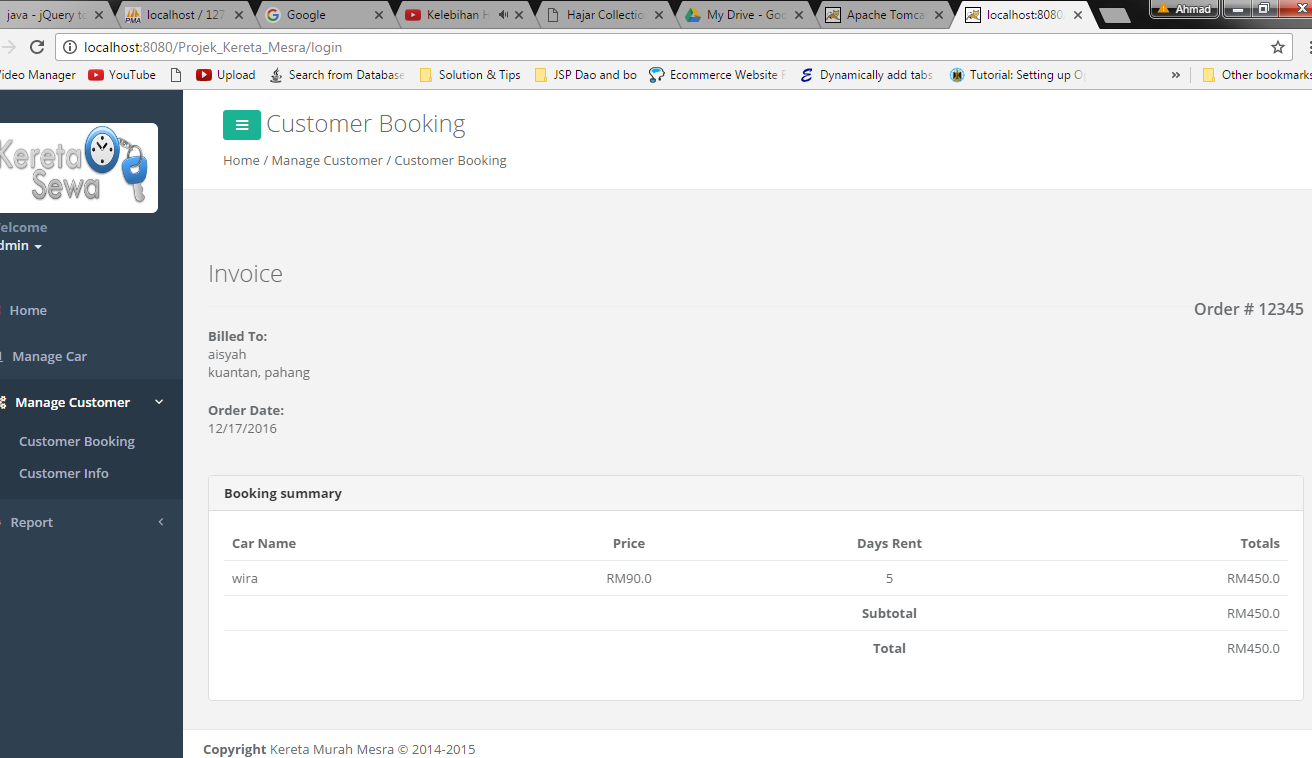 java - jQuery to
localhost / 127
Google
Kelebihan H
Hajar Collectio
My Drive - Goo
Apache Tomca
localhost:8080/
Ahmad
localhost:8080/Projek_Kereta_Mesra/login
ideo Manager
YouTube
Upload
Search from Database
Solution & Tips
JSP Dao and bo
Ecommerce Website F
Dynamically add tabs
Tutorial: Setting up O
»
Other bookmarks
Kereta
Sewa
elcome
dmin
Home
Manage Car
Manage Customer
Customer Booking
Customer Info
Report
Customer Booking
Home / Manage Customer / Customer Booking
Invoice
Order # 12345
Billed To:
aisyah
kuantan, pahang
Order Date:
12/17/2016
Booking summary
Car Name Price Days Rent Totals
wira RM90.0 5 RM450.0
Subtotal RM450.0
Total RM450.0
Copyright Kereta Murah Mesra © 2014-2015